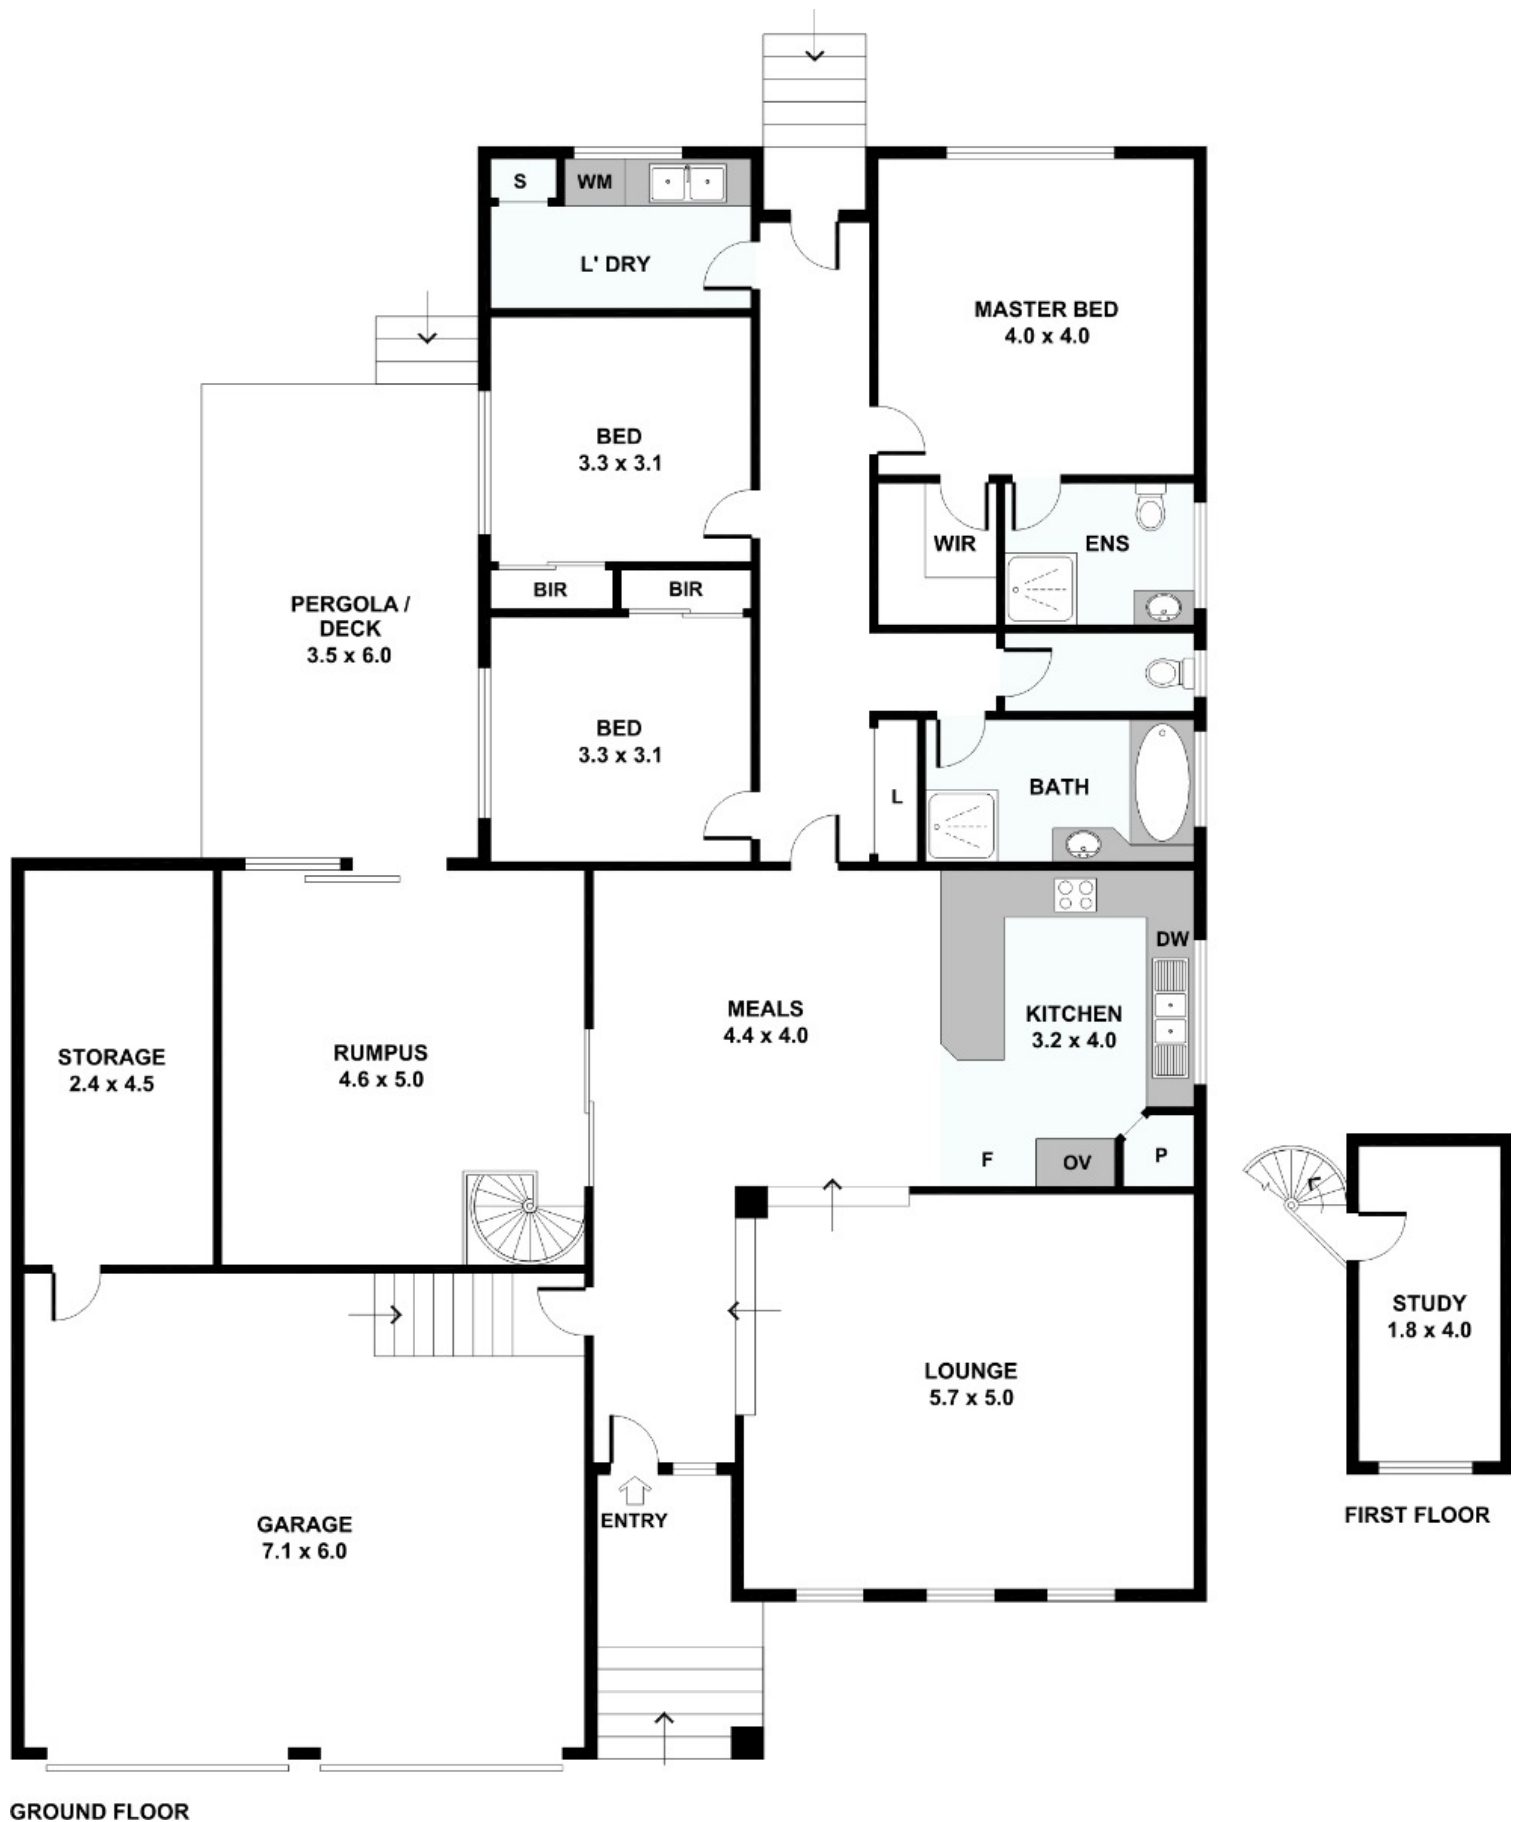 S
WM
L' DRY
MASTER BED
4.0 x 4.0
BED
3.3 x 3.1
WIR
ENS
BIR
BIR
PERGOLA /
DECK
3.5 x 6.0
BED
3.3 x 3.1
L
BATH
DW
MEALS
4.4 x 4.0
KITCHEN
3.2 x 4.0
STORAGE
2.4 x 4.5
RUMPUS
4.6 x 5.0
F
OV
P
STUDY
1.8 x 4.0
LOUNGE
5.7 x 5.0
FIRST FLOOR
ENTRY
GARAGE
7.1 x 6.0
GROUND FLOOR